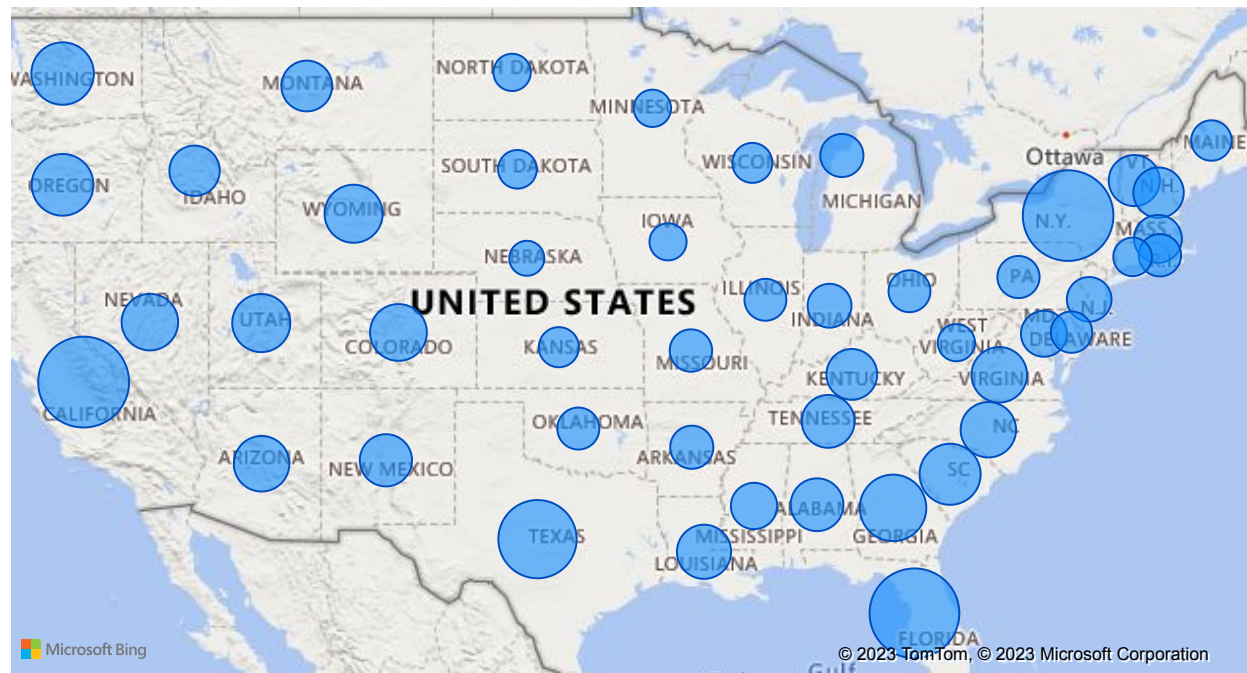 WASHINGTON
MONTANA
NORTH DAKOTA
MINNESOTA
MAINE
Ottawa
VT.
N.H.
OREGON
IDAHO
SOUTH DAKOTA
WISCONSIN
MICHIGAN
WYOMING
IOWA
N.Y.
MASS.
R.I.
NEBRASKA
NEVADA
UTAH
COLORADO
UNITED STATES
ILLINOIS
INDIANA
OHIO
PA
N.J.
MD.
DELAWARE
KANSAS
MISSOURI
WEST
VIRGINIA
KENTUCKY
VIRGINIA
CALIFORNIA
OKLAHOMA
TENNESSEE
NC
ARIZONA
NEW MEXICO
ARKANSAS
SC
TEXAS
ALABAMA
MISSISSIPPI
GEORGIA
LOUISIANA
FLORIDA
Microsoft Bing
© 2023 TomTom, © 2023 Microsoft Corporation
Gulf